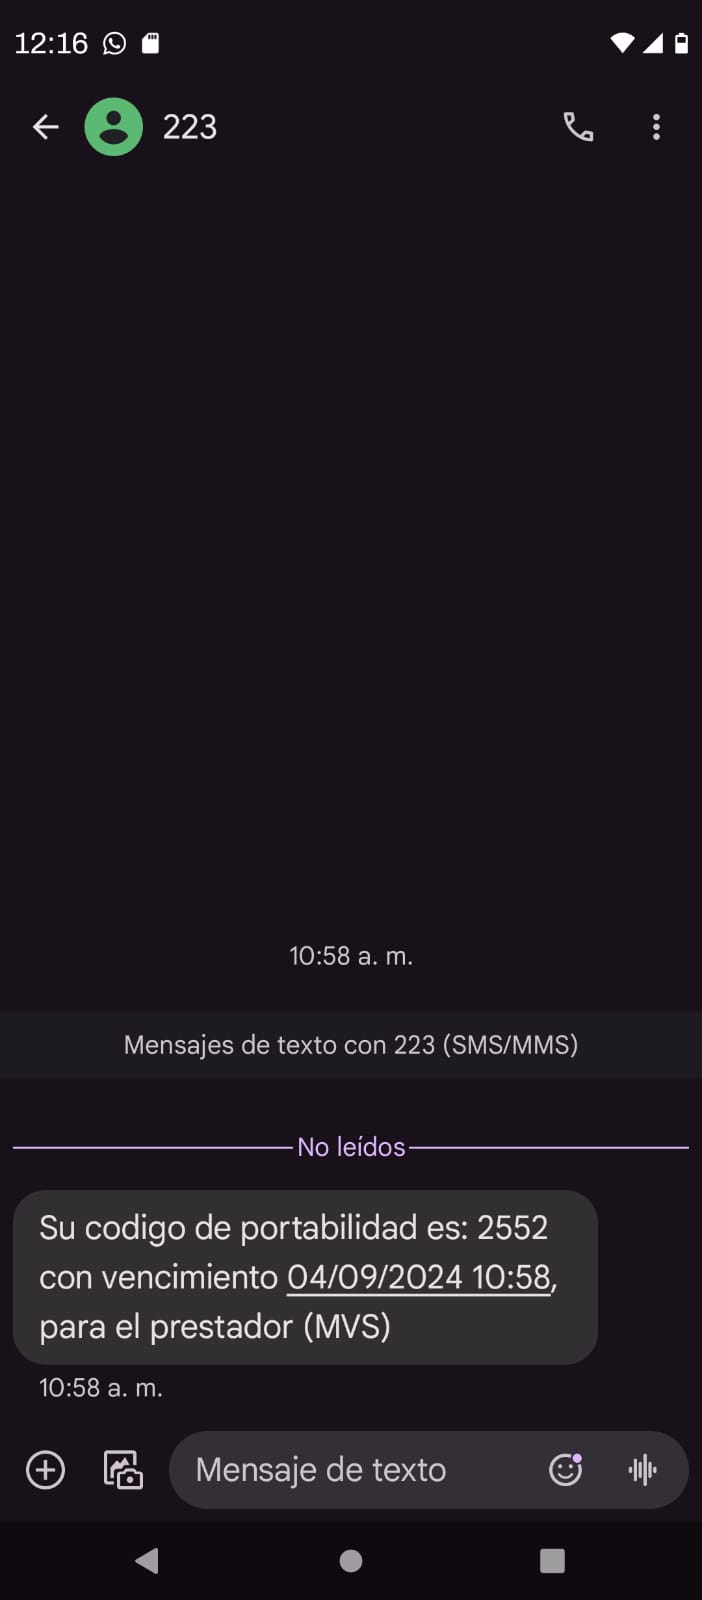 12:16
223
10:58 a. m.
Mensajes de texto con 223 (SMS/MMS)
No leídos
Su codigo de portabilidad es: 2552
con vencimiento 04/09/2024 10:58,
para el prestador (MVS)
10:58 a. m.
Mensaje de texto